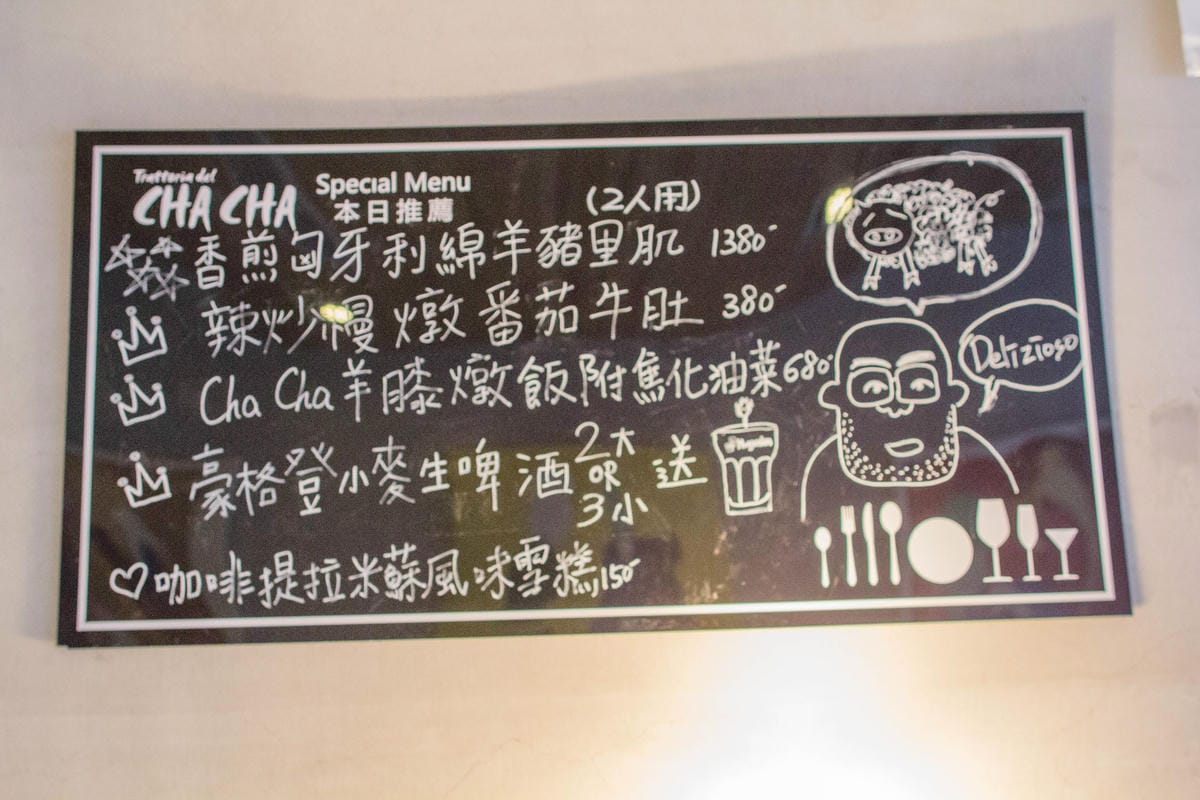 Trattoria del
CHA CHA
Special Menu
本日推薦
(2人用)
香煎匈牙利綿羊豬里肌 1380-
辣炒慢燉番茄牛肚 380-
Cha Cha羊膝燉飯附焦化油菜680-
豪格登小麥生啤酒2大OR3小 送
咖啡提拉米蘇風味雪糕150-
Delizioso